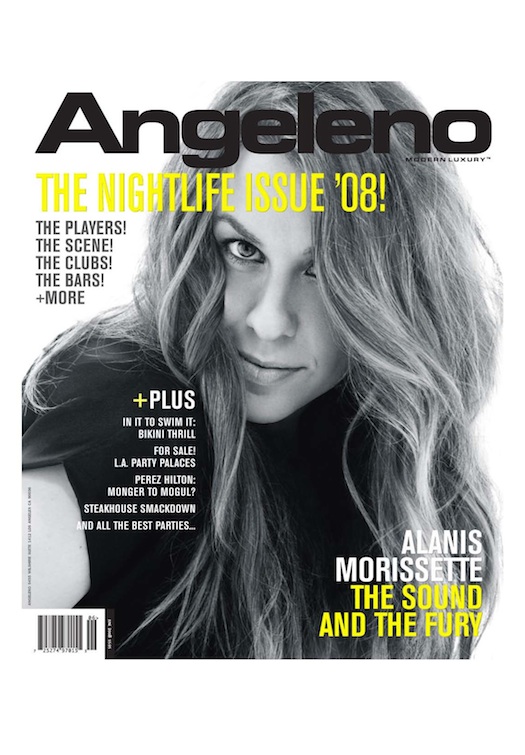 Angeleno
MODERN LUXURY™
THE NIGHTLIFE ISSUE ’08!
THE PLAYERS!
THE SCENE!
THE CLUBS!
THE BARS!
+MORE
+PLUS
IN IT TO SWIM IT:
BIKINI THRILL
FOR SALE!
L.A. PARTY PALACES
PEREZ HILTON:
MONGER TO MOGUL?
STEAKHOUSE SMACKDOWN
AND ALL THE BEST PARTIES...
ALANIS
MORISSETTE
THE SOUND
AND THE FURY